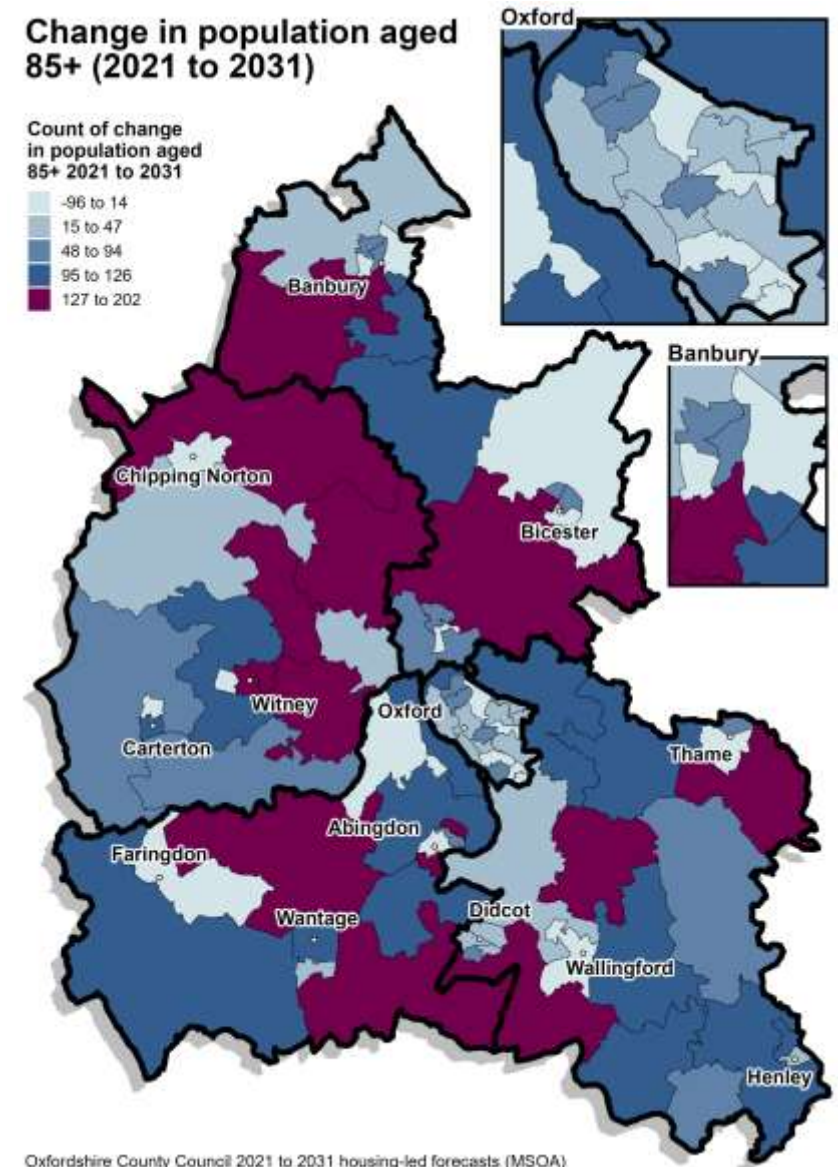 Change in population aged
85+ (2021 to 2031)
Count of change
in population aged
85+ 2021 to 2031
-96 to 14
15 to 47
48 to 94
95 to 126
127 to 202
Oxford
Banbury
Banbury
Chipping Norton
Bicester
Witney
Carterton
Oxford
Thame
Abingdon
Faringdon
Wantage
Didcot
Wallingford
Henley
Oxfordshire County Council 2021 to 2031 housing-led forecasts (MSOA)